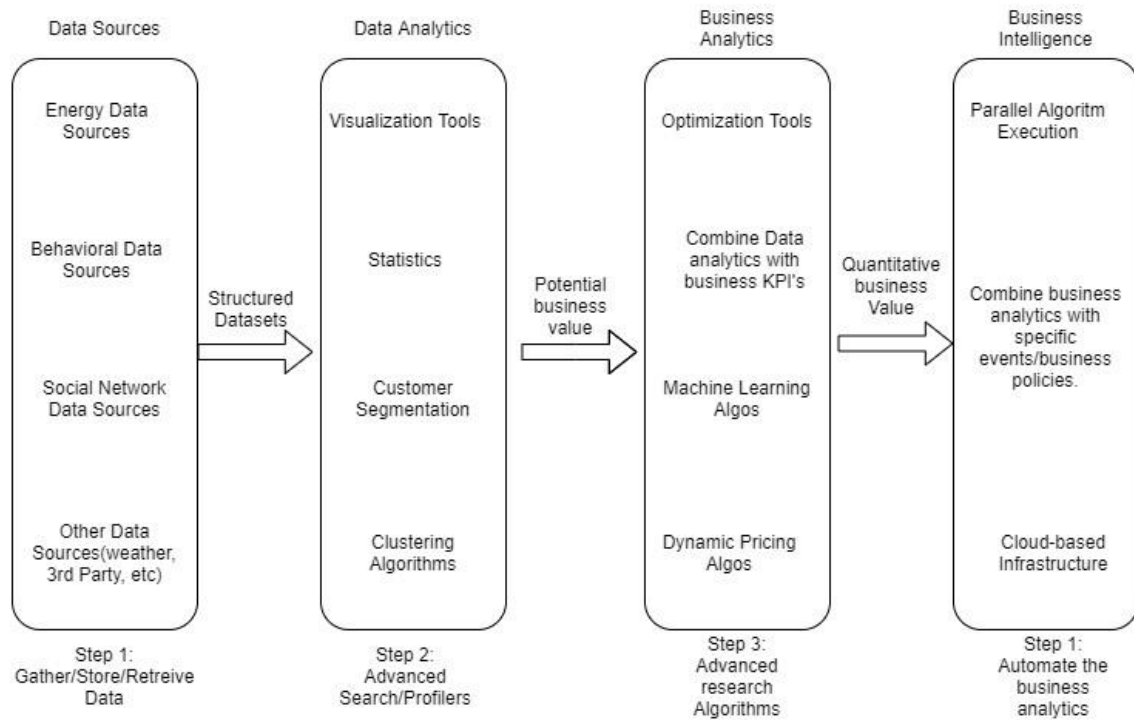 Data Sources
Energy Data
Sources
Behavioral Data
Sources
Social Network
Data Sources
Other Data
Sources(weather,
3rd Party, etc)
Step 1:
Gather/Store/Retreive
Data
Structured
Datasets
Data Analytics
Visualization Tools
Statistics
Customer
Segmentation
Clustering
Algorithms
Step 2:
Advanced
Search/Profilers
Potential
business
value
Business
Analytics
Optimization Tools
Combine Data
analytics with
business KPI's
Machine Learning
Algos
Dynamic Pricing
Algos
Step 3:
Advanced
research
Algorithms
Quantitative
business
Value
Business
Intelligence
Parallel Algoritm
Execution
Combine business
analytics with
specific
events/business
policies.
Cloud-based
Infrastructure
Step 1:
Automate the
business
analytics